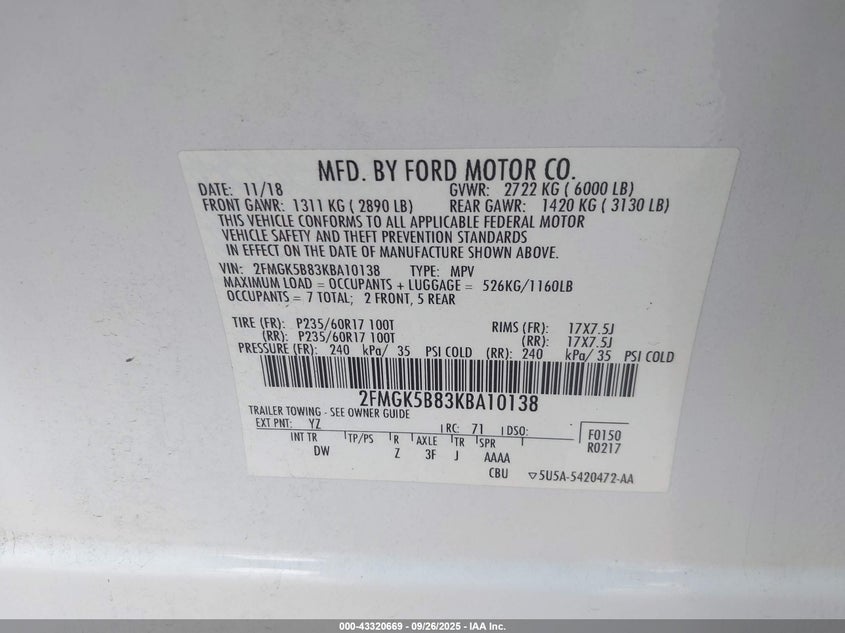 MFD. BY FORD MOTOR CO.
DATE: 11/18 GVWR: 2722 KG ( 6000 LB)
FRONT GAWR: 1311 KG ( 2890 LB) REAR GAWR: 1420 KG ( 3130 LB)
THIS VEHICLE CONFORMS TO ALL APPLICABLE FEDERAL MOTOR
VEHICLE SAFETY AND THEFT PREVENTION STANDARDS
IN EFFECT ON THE DATE OF MANUFACTURE SHOWN ABOVE.
VIN: 2FMGK5B83KBA10138 TYPE: MPV
MAXIMUM LOAD = OCCUPANTS + LUGGAGE = 526KG/1160LB
OCCUPANTS = 7 TOTAL; 2 FRONT, 5 REAR
TIRE (FR): P235/60R17 100T RIMS (FR): 17X7.5J
(RR): P235/60R17 100T (RR): 17X7.5J
PRESSURE (FR): 240 kPa/ 35 PSI COLD (RR): 240 kPa/ 35 PSI COLD
2FMGK5B83KBA10138
TRAILER TOWING - SEE OWNER GUIDE
EXT PNT: YZ RC: 71 DSO: F0150
INT TR TP/PS R AXLE TR SPR R0217
DW Z 3F J AAAA
CBU ▽5U5A-5420472-AA
000-43320669 - 09/26/2025 - IAA Inc.